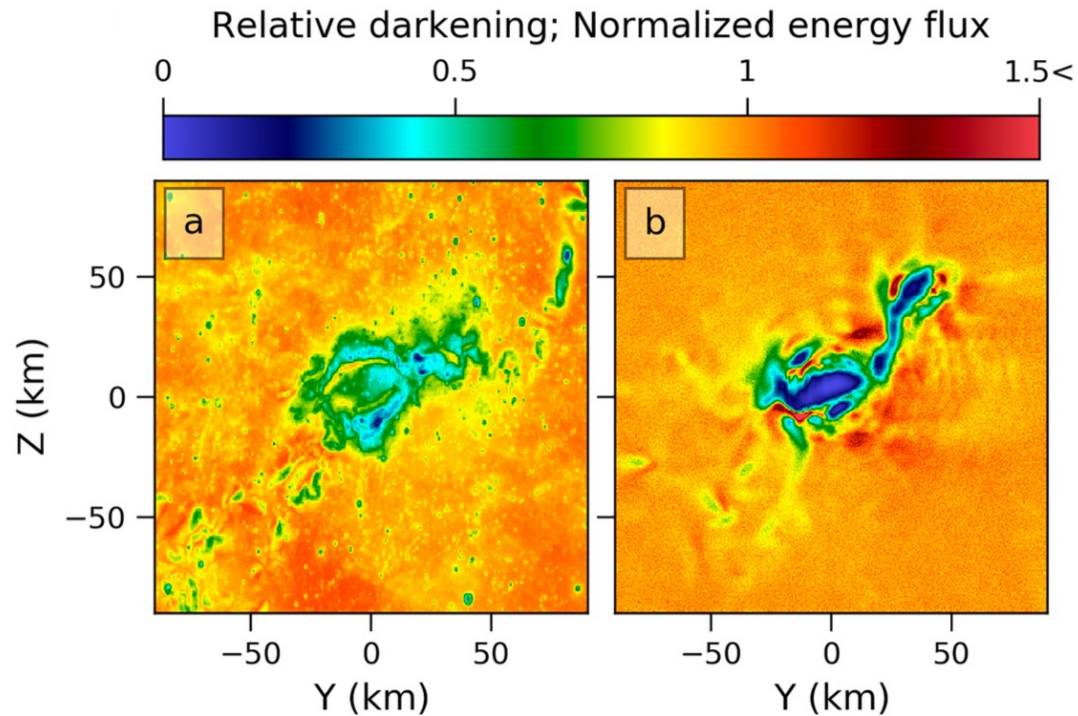 Relative darkening; Normalized energy flux
0 0.5 1 1.5<
a b
50
0
−50
Z (km)
−50 0 50 −50 0 50
Y (km) Y (km)